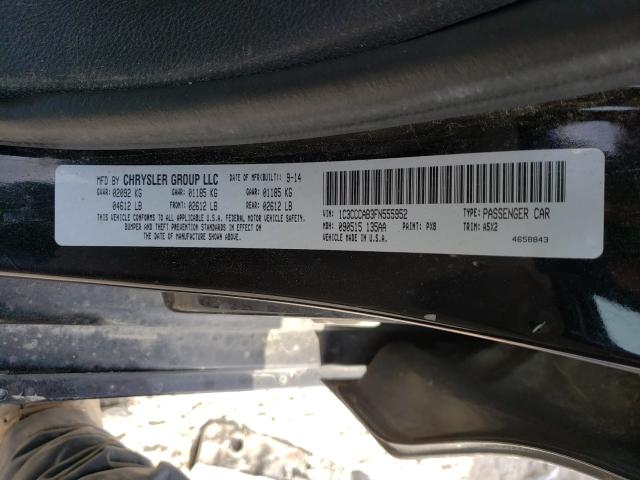 MFD BY CHRYSLER GROUP LLC DATE OF MFR(BUILT): 9-14
GVWR: 02092 KG GAWR: 01185 KG GAWR: 01185 KG
04612 LB FRONT: 02612 LB REAR: 02612 LB
THIS VEHICLE CONFORMS TO ALL APPLICABLE U.S.A. FEDERAL MOTOR VEHICLE SAFETY,
BUMPER AND THEFT PREVENTION STANDARDS IN EFFECT ON
THE DATE OF MANUFACTURE SHOWN ABOVE.
VIN: 1C3CCCAB3FN555952 TYPE: PASSENGER CAR
MDH: 090515 135AA PAINT: PX8 TRIM: A5X2
VEHICLE MADE IN U.S.A. 4658843